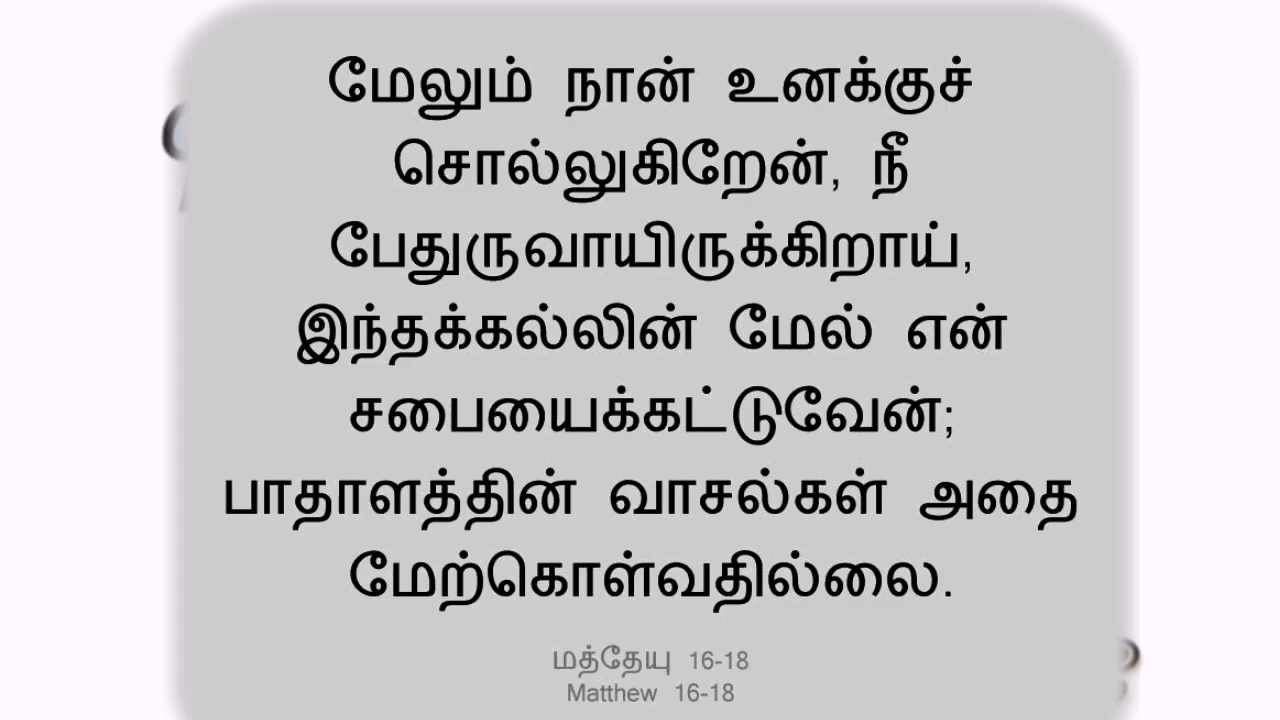 மேலும் நான் உனக்குச்
சொல்லுகிறேன், நீ
பேதுருவாயிருக்கிறாய்,
இந்தக்கல்லின் மேல் என்
சபையைக்கட்டுவேன்;
பாதாளத்தின் வாசல்கள் அதை
மேற்கொள்வதில்லை.
மத்தேயு 16-18
Matthew 16-18